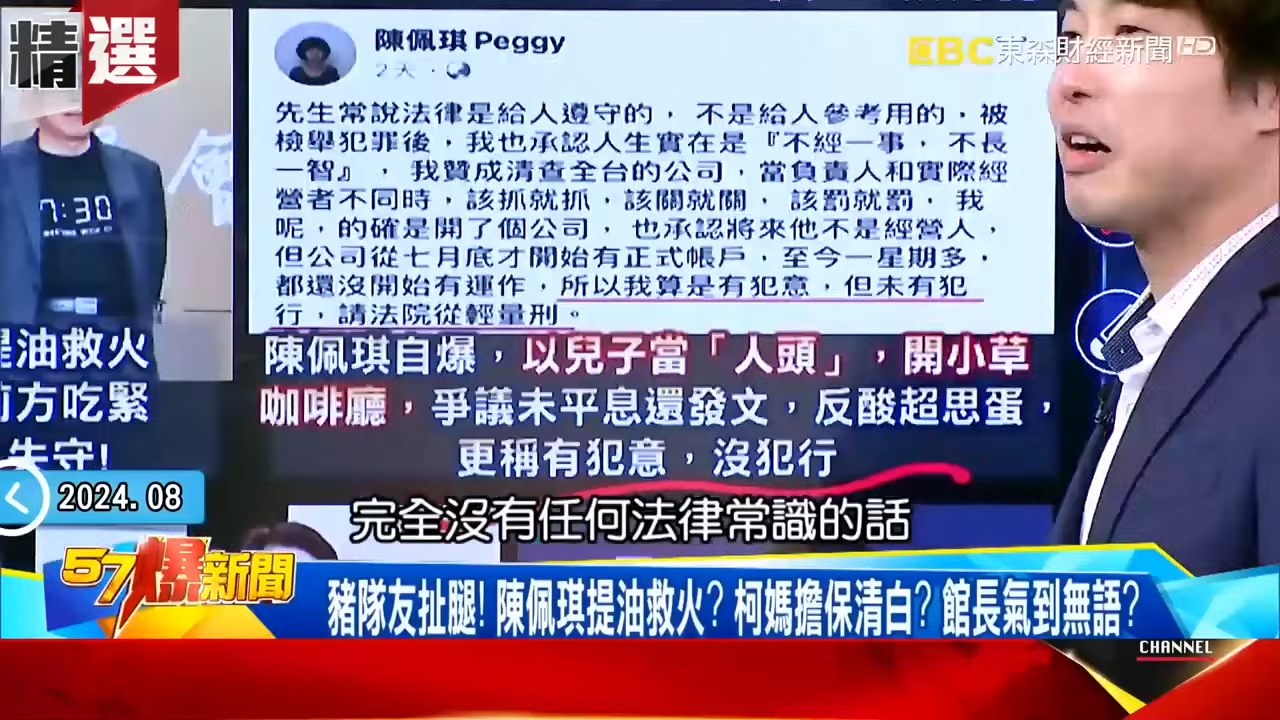 精選
EBC 東森財經新聞 HD
陳佩琪 Peggy
2天
先生常說法律是給人遵守的，不是給人參考用的，被
檢舉犯罪後，我也承認人生實在是『不經一事，不長
一智』，我贊成清查全台的公司，當負責人和實際經
營者不同時，該抓就抓，該關就關，該罰就罰，我
呢，的確是開了個公司，也承認將來他不是經營人，
但公司從七月底才開始有正式帳戶，至今一星期多，
都還沒開始有運作，所以我算是有犯意，但未有犯
行，請法院從輕量刑。
7:30
油救火
方吃緊
失守!
陳佩琪自爆，以兒子當「人頭」，開小草
咖啡廳，爭議未平息還發文，反酸超思蛋，
更稱有犯意，沒犯行
2024.08
完全沒有任何法律常識的話
57爆新聞
豬隊友扯腿! 陳佩琪提油救火? 柯媽擔保清白? 館長氣到無語?
CHANNEL